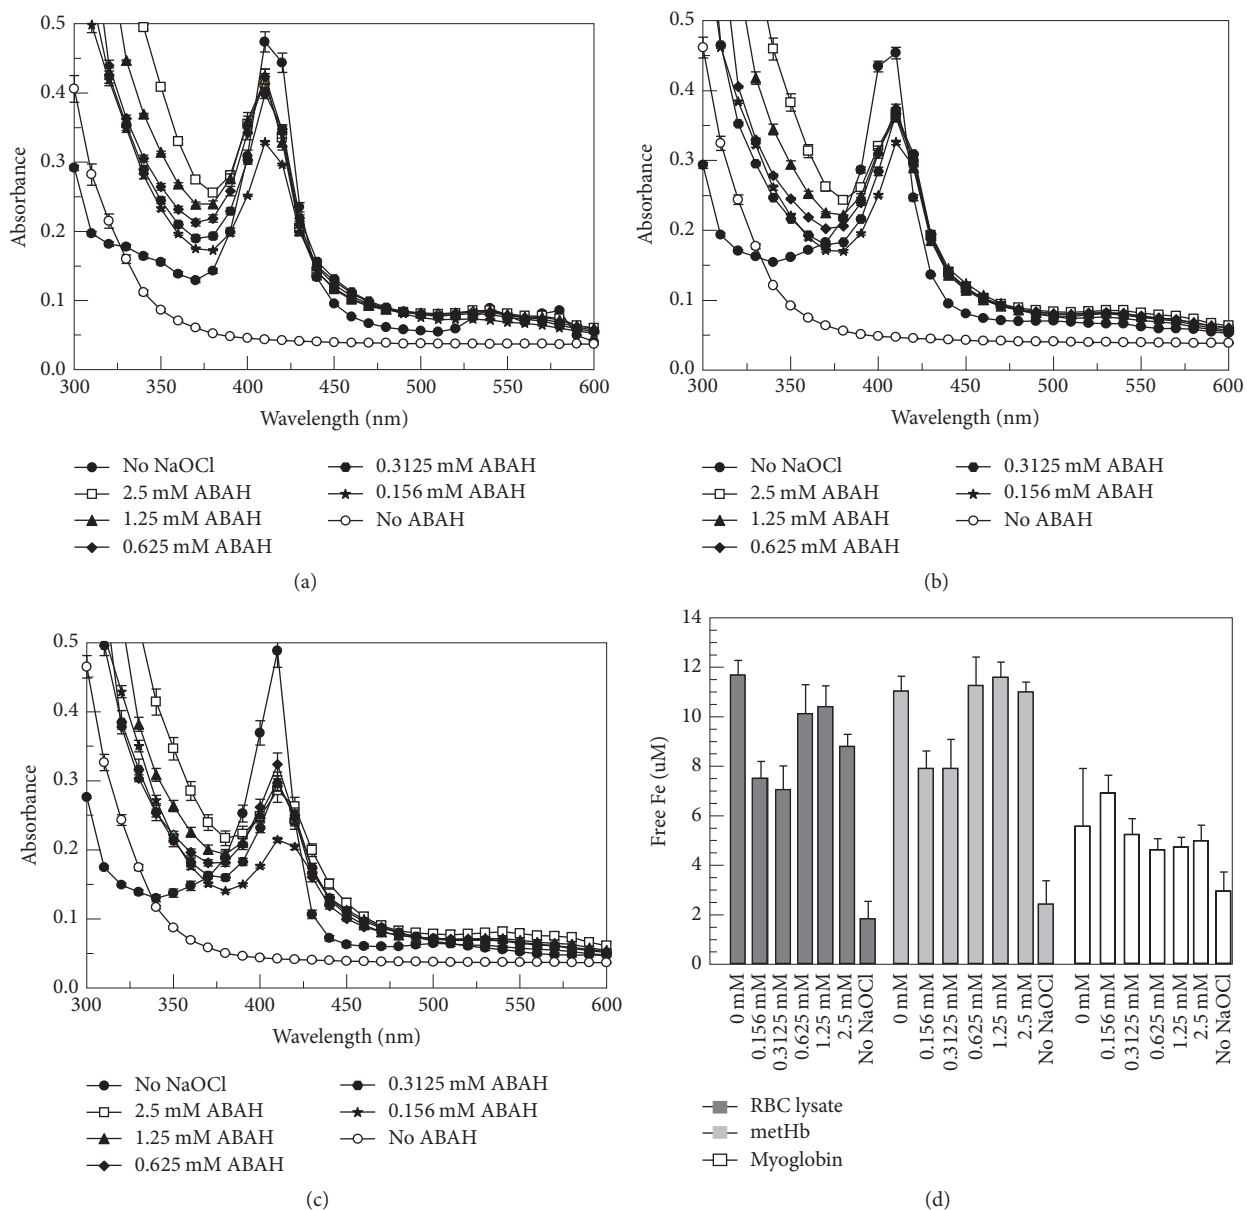 0.5
0.4
0.3
0.2
0.1
0.0
Absorbance
300 350 400 450 500 550 600
Wavelength (nm)
No NaOCl
2.5 mM ABAH
1.25 mM ABAH
0.625 mM ABAH
0.3125 mM ABAH
0.156 mM ABAH
No ABAH
(a)
0.5
0.4
0.3
0.2
0.1
0.0
Absorbance
300 350 400 450 500 550 600
Wavelength (nm)
No NaOCl
2.5 mM ABAH
1.25 mM ABAH
0.625 mM ABAH
0.3125 mM ABAH
0.156 mM ABAH
No ABAH
(b)
0.5
0.4
0.3
0.2
0.1
0.0
Absorbance
300 350 400 450 500 550 600
Wavelength (nm)
No NaOCl
2.5 mM ABAH
1.25 mM ABAH
0.625 mM ABAH
0.3125 mM ABAH
0.156 mM ABAH
No ABAH
(c)
14
12
10
8
6
4
2
0
Free Fe (uM)
0 mM
0.156 mM
0.3125 mM
0.625 mM
1.25 mM
2.5 mM
No NaOCl
0 mM
0.156 mM
0.3125 mM
0.625 mM
1.25 mM
2.5 mM
No NaOCl
0 mM
0.156 mM
0.3125 mM
0.625 mM
1.25 mM
2.5 mM
No NaOCl
RBC lysate
metHb
Myoglobin
(d)